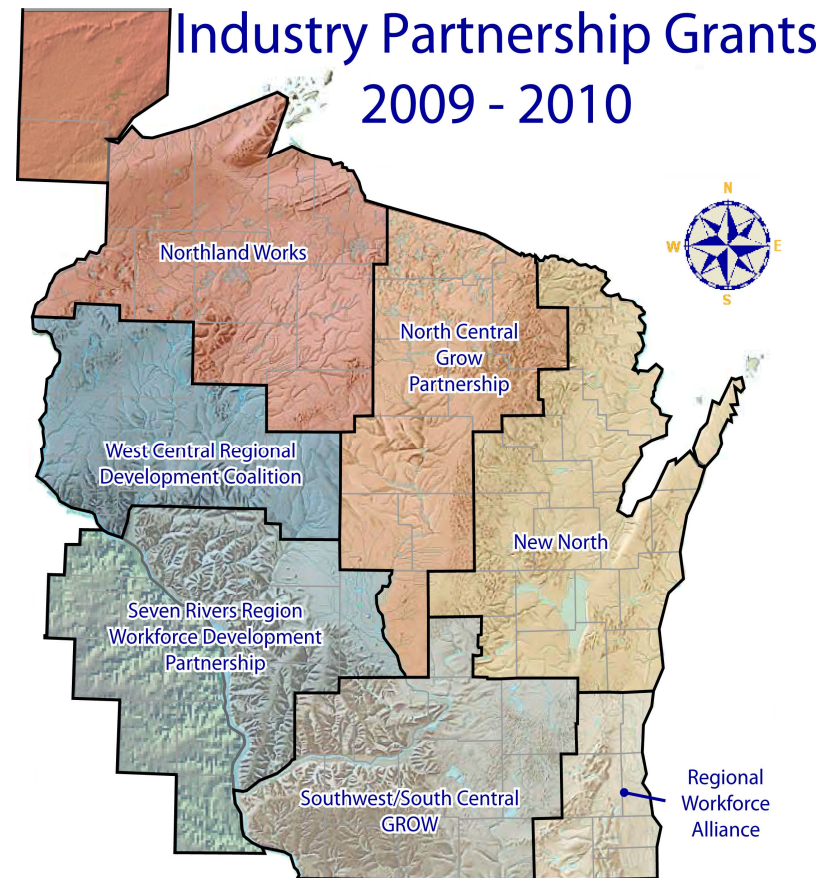 Industry Partnership Grants
2009 - 2010
N
W
E
S
Northland Works
North Central
Grow
Partnership
West Central Regional
Development Coalition
New North
Seven Rivers Region
Workforce Development
Partnership
Southwest/South Central
GROW
Regional
Workforce
Alliance